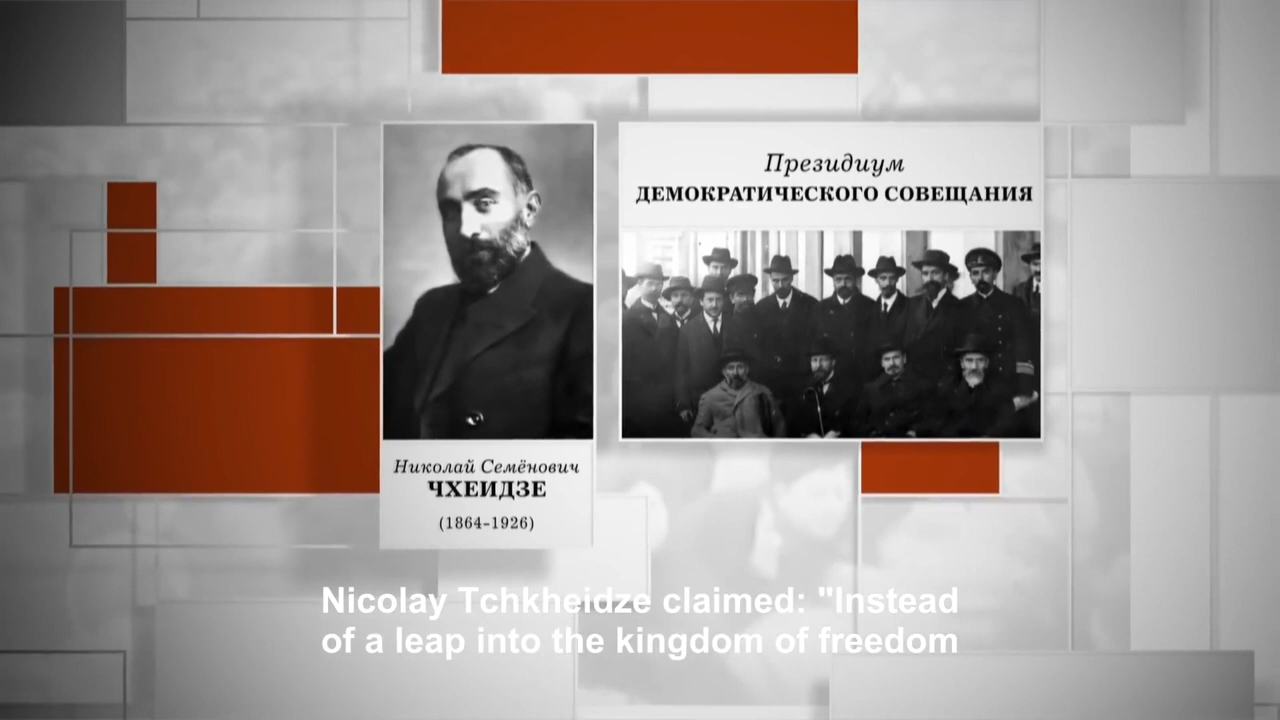 Президиум
ДЕМОКРАТИЧЕСКОГО СОВЕЩАНИЯ
Николай Семёнович
ЧХЕИДЗЕ
(1864–1926)
Nicolay Tchkheidze claimed: "Instead
of a leap into the kingdom of freedom